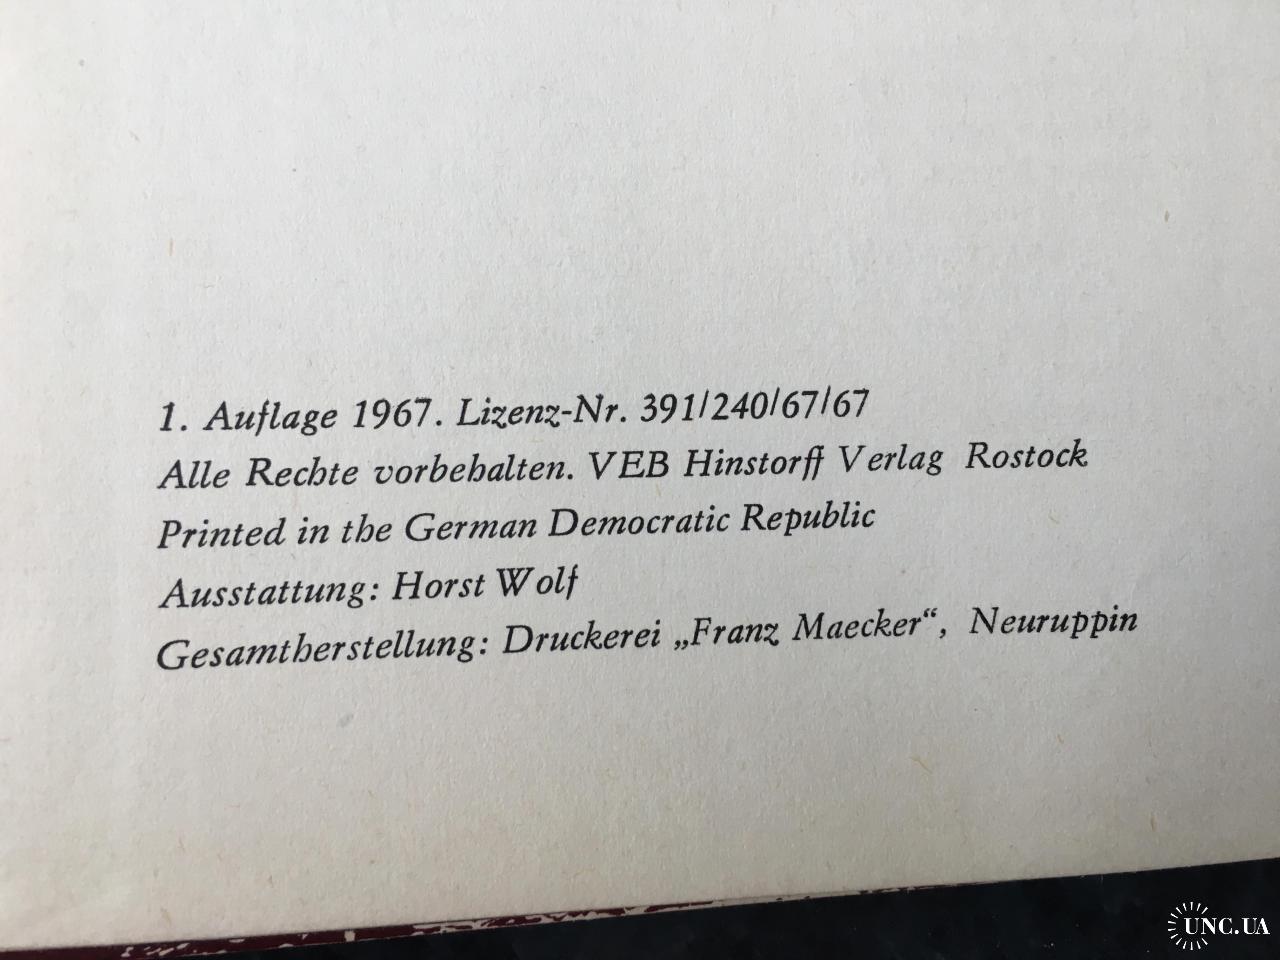 1. Auflage 1967. Lizenz-Nr. 391/240/67/67
Alle Rechte vorbehalten. VEB Hinstorff Verlag Rostock
Printed in the German Democratic Republic
Ausstattung: Horst Wolf
Gesamtherstellung: Druckerei „Franz Maecker“, Neuruppin
UNC.UA